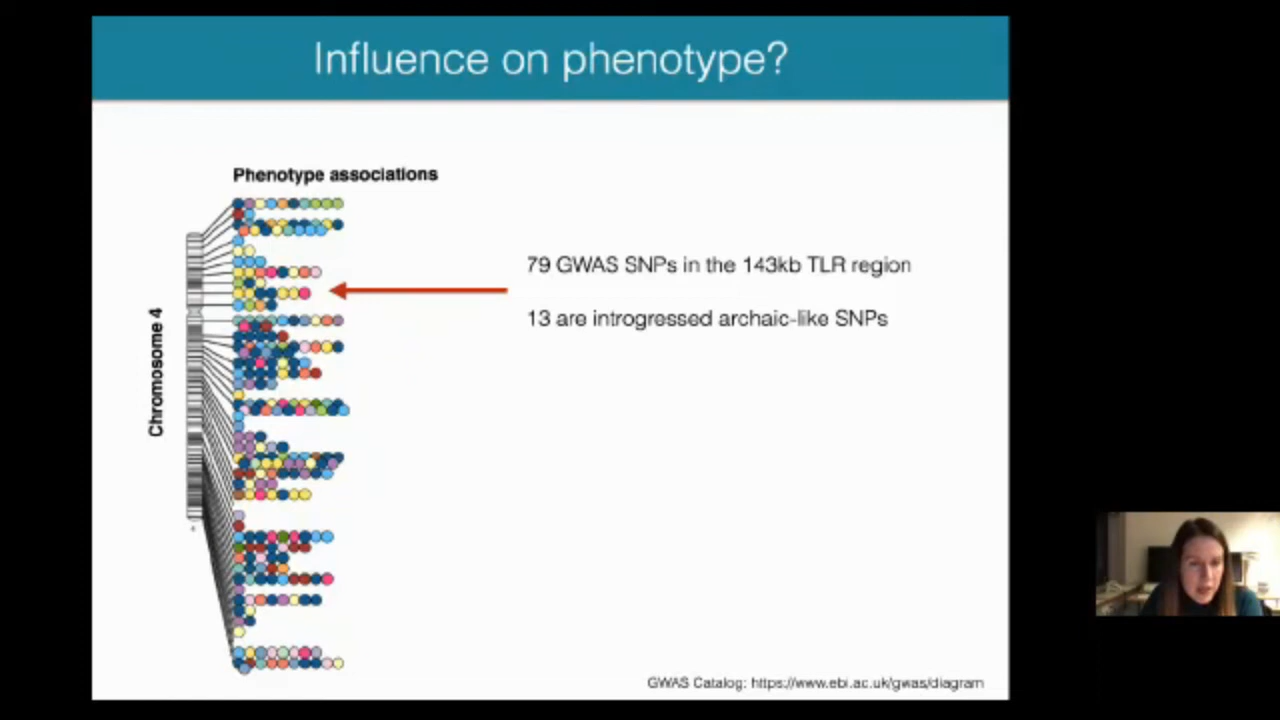 Influence on phenotype?
Phenotype associations
79 GWAS SNPs in the 143kb TLR region
13 are introgressed archaic-like SNPs
Chromosome 4
GWAS Catalog: https://www.ebi.ac.uk/gwas/diagram